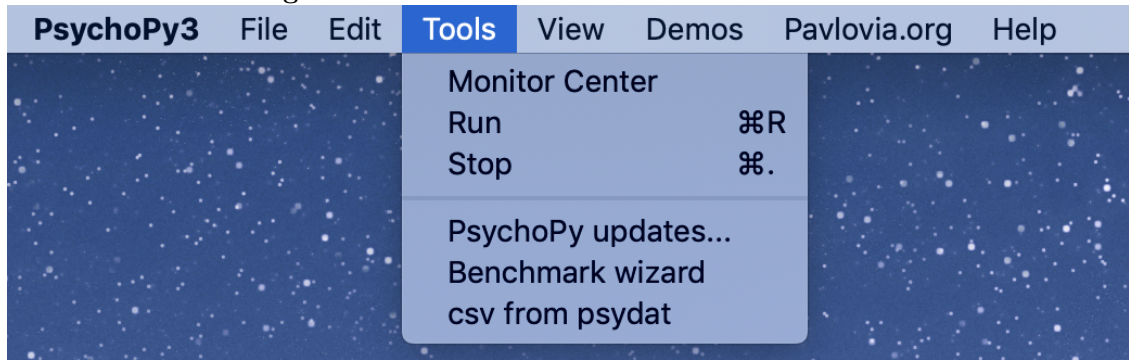 PsychoPy3 File Edit Tools View Demos Pavlovia.org Help
Monitor Center
Run ⌘R
Stop ⌘.
PsychoPy updates...
Benchmark wizard
csv from psydat